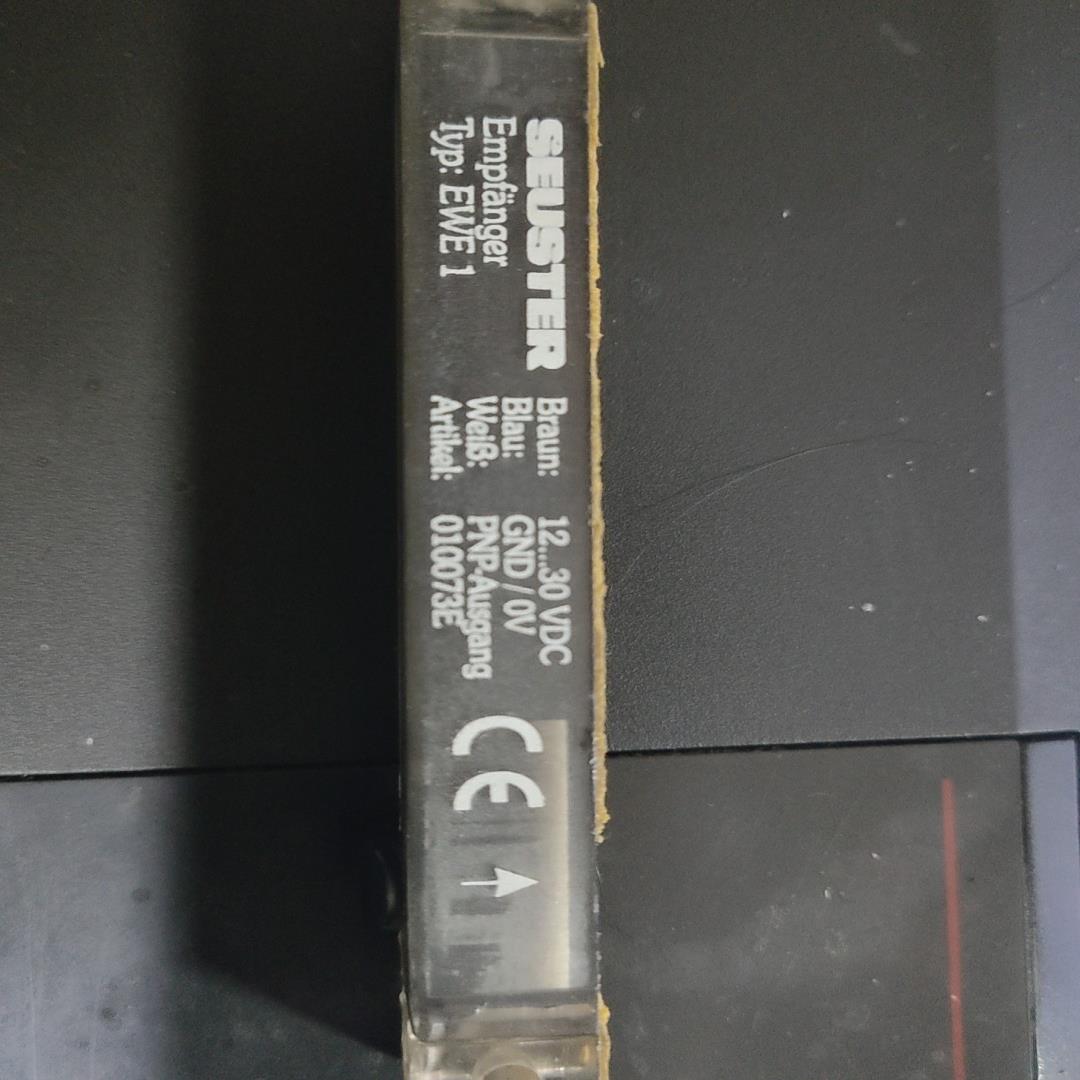 SEUSTER
Empfänger
Typ: EWE 1
Braun: 12...30 VDC
Blau: GND / 0V
Weiß: PNP-Ausgang
Artikel: 010073E
CE